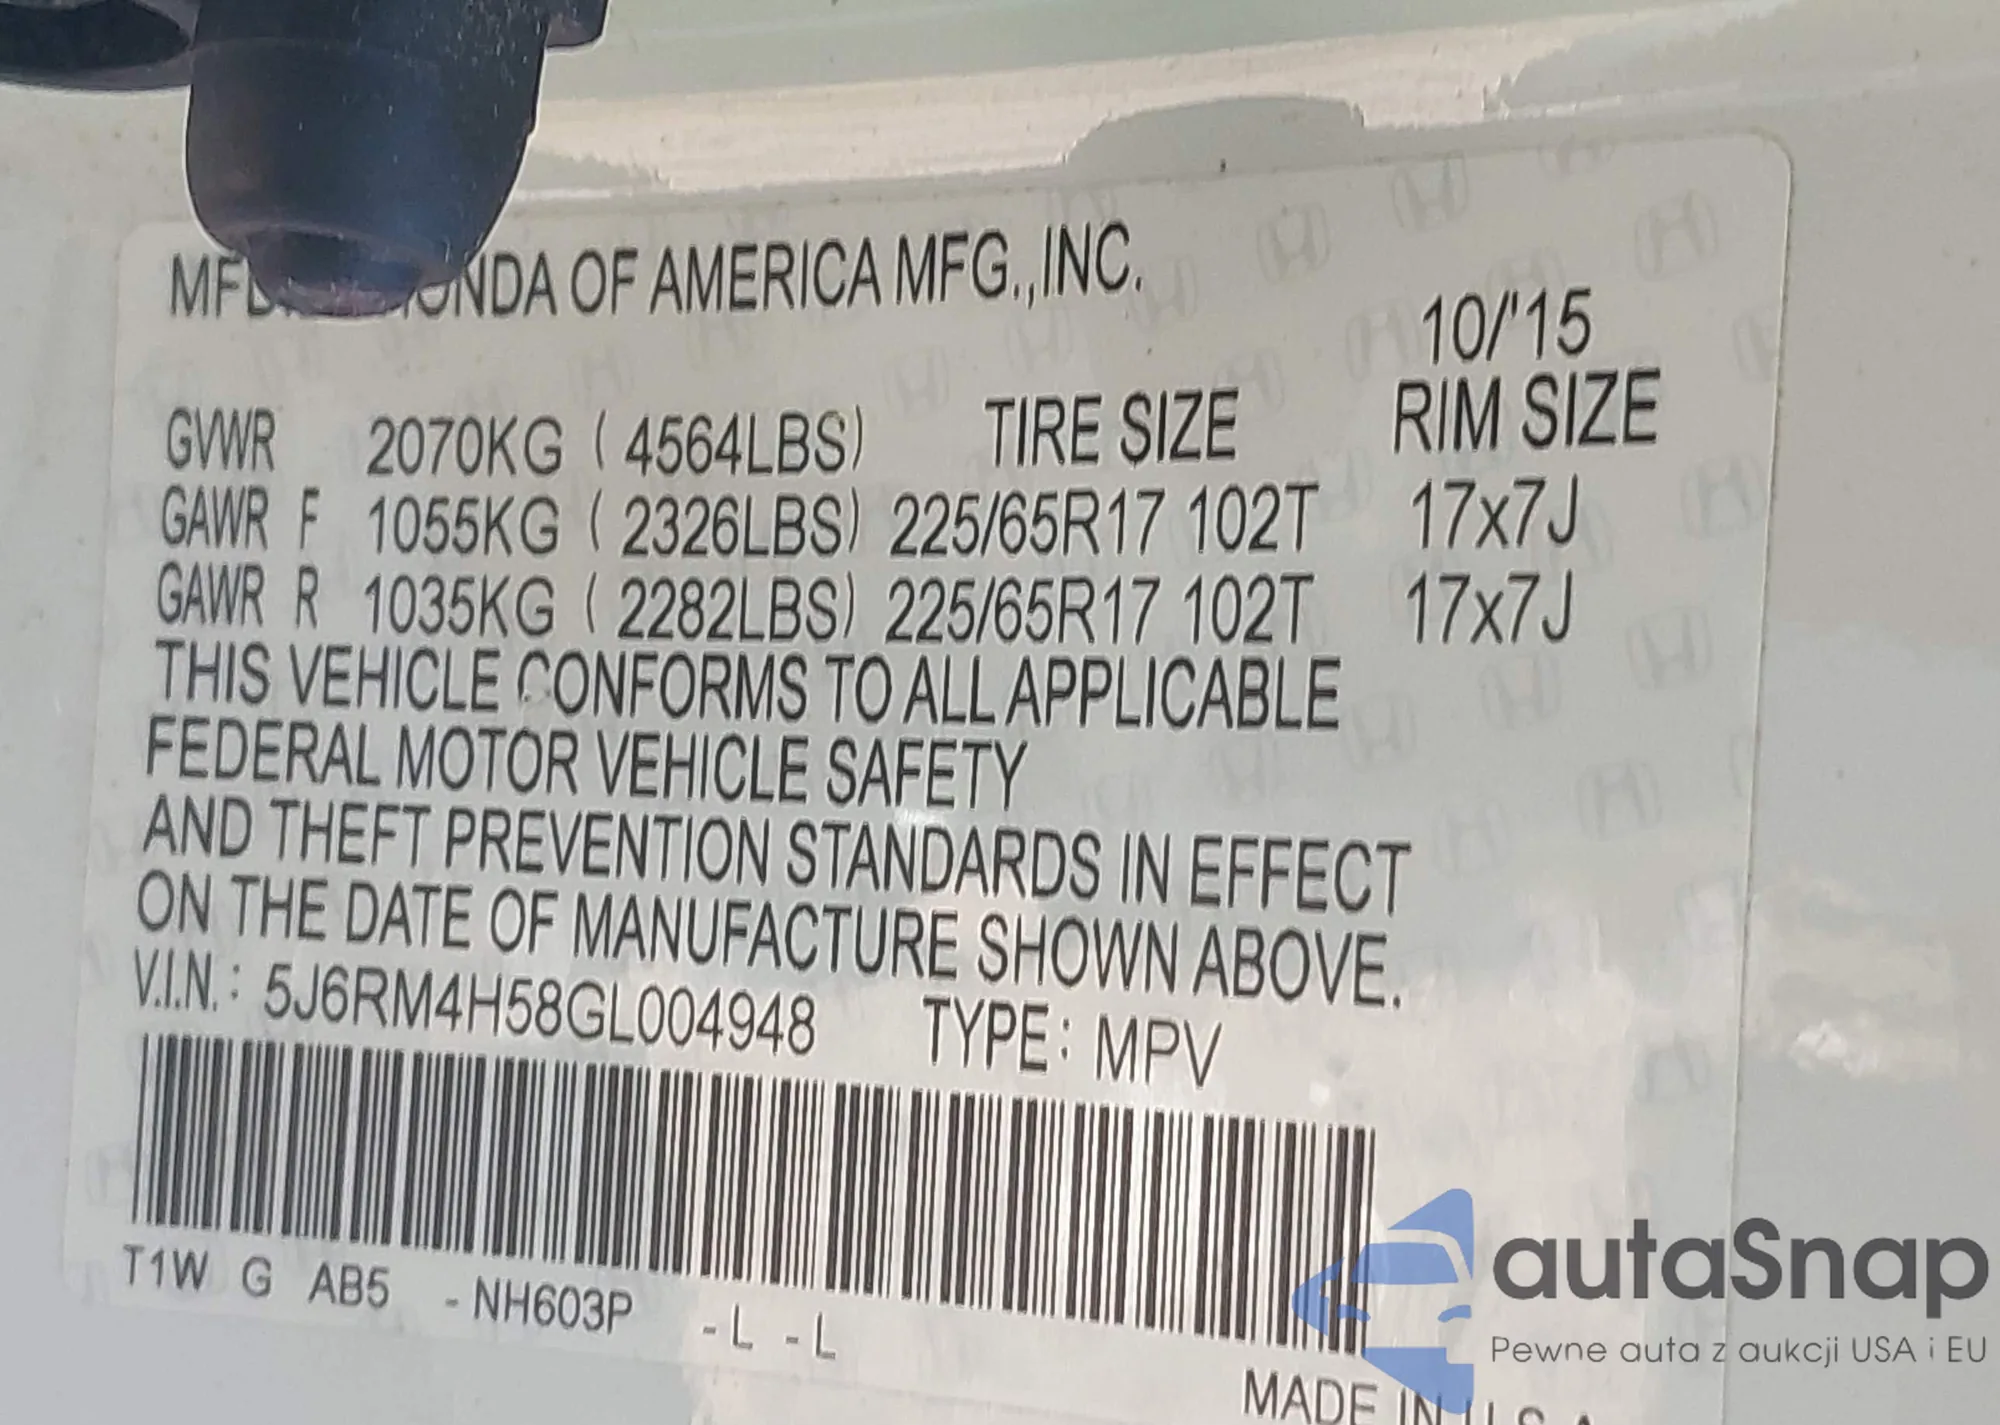 ONDA OF AMERICA MFG.,INC.
10/'15
GVWR 2070KG ( 4564LBS) TIRE SIZE RIM SIZE
GAWR F 1055KG ( 2326LBS) 225/65R17 102T 17x7J
GAWR R 1035KG ( 2282LBS) 225/65R17 102T 17x7J
THIS VEHICLE CONFORMS TO ALL APPLICABLE
FEDERAL MOTOR VEHICLE SAFETY
AND THEFT PREVENTION STANDARDS IN EFFECT
ON THE DATE OF MANUFACTURE SHOWN ABOVE.
V.I.N.: 5J6RM4H58GL004948 TYPE: MPV
T1W G AB5 -NH603P -L -L
MADE IN U.S.A.
autaSnap
Pewne auta z aukcji USA i EU